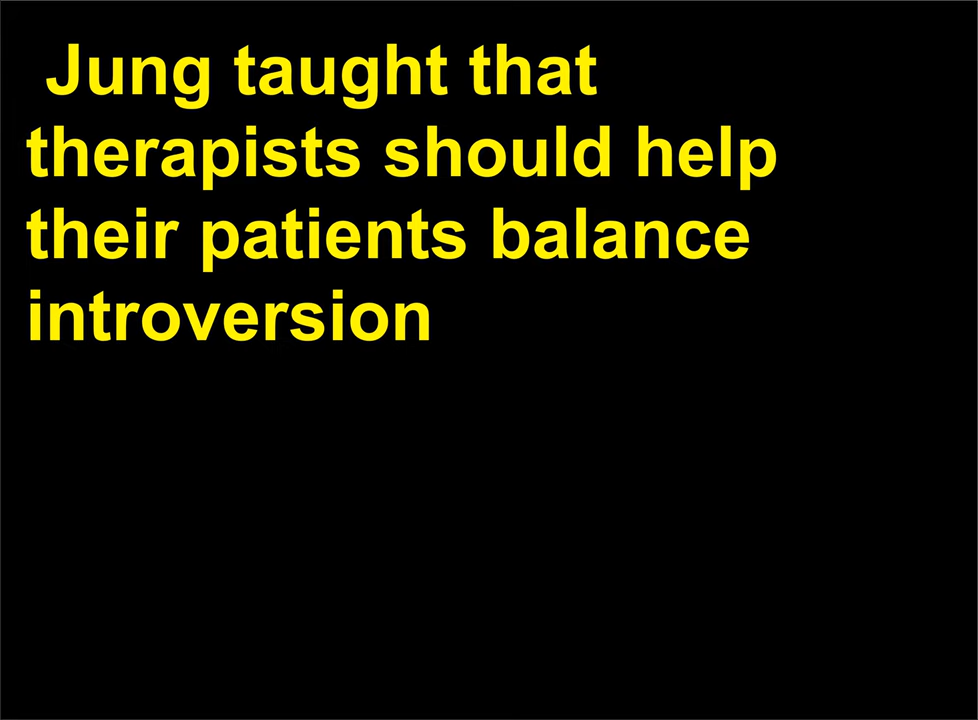 Jung taught that
therapists should help
their patients balance
introversion